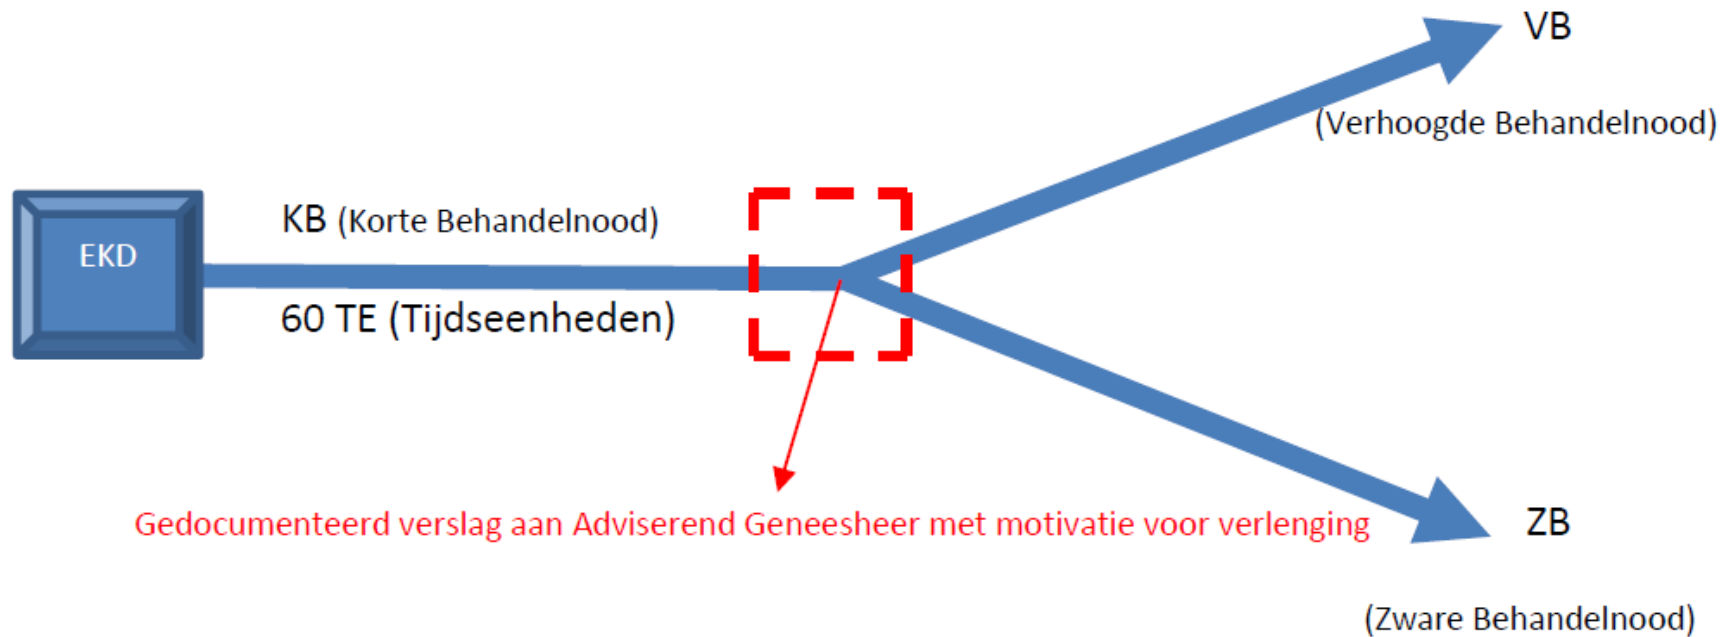 VB
(Verhoogde Behandelnood)
KB (Korte Behandelnood)
EKD
60 TE (Tijdseenheden)
Gedocumenteerd verslag aan Adviserend Geneesheer met motivatie voor verlenging
ZB
(Zware Behandelnood)